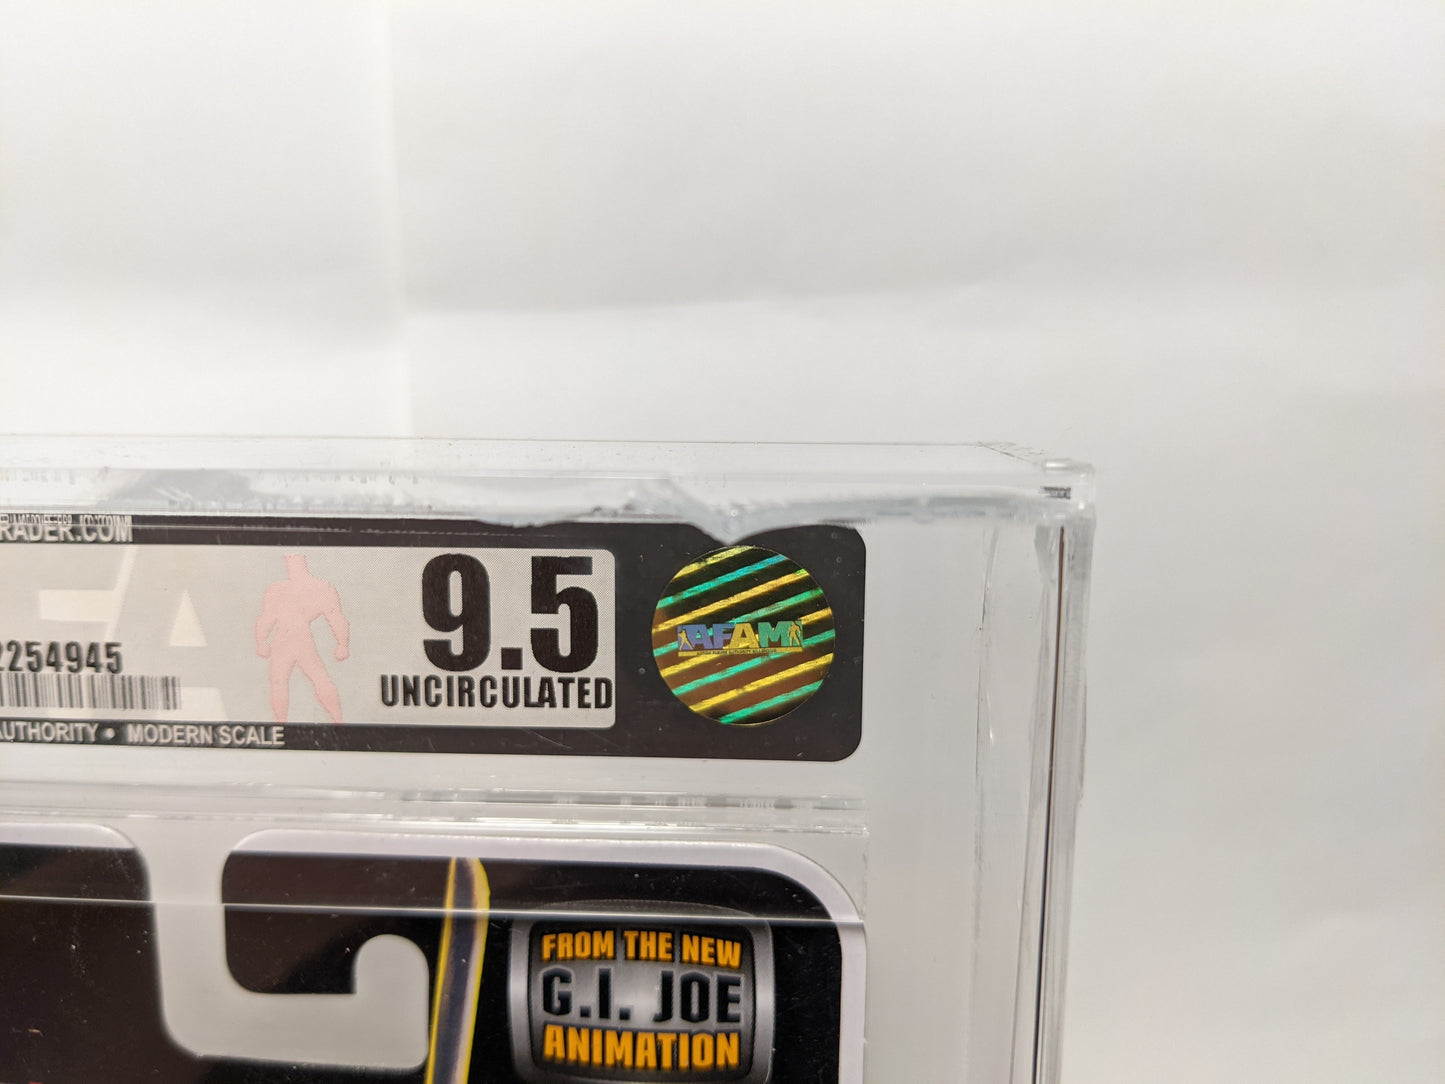 RADER.COM
2254945
9.5
UNCIRCULATED
AUTHORITY • MODERN SCALE
AFAM
FROM THE NEW
G.I. JOE
ANIMATION